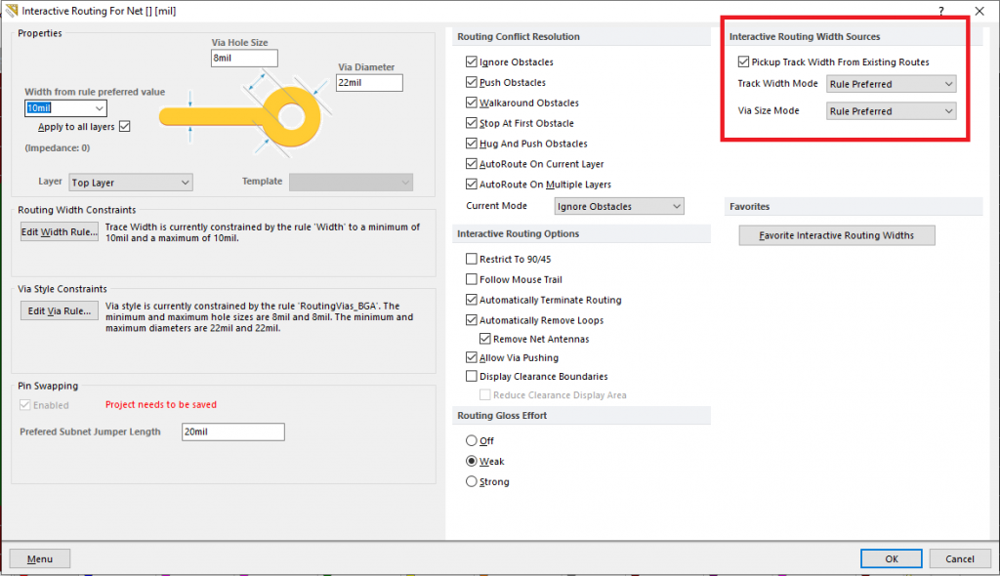 Interactive Routing For Net [] [mil]
?
Properties
Via Hole Size
8mil
Via Diameter
22mil
Width from rule preferred value
10mil
Apply to all layers
(Impedance: 0)
Layer
Top Layer
Template
Routing Width Constraints
Edit Width Rule...
Trace Width is currently constrained by the rule 'Width' to a minimum of
10mil and a maximum of 10mil.
Via Style Constraints
Edit Via Rule...
Via style is currently constrained by the rule 'RoutingVias_BGA'. The
minimum and maximum hole sizes are 8mil and 8mil. The minimum and
maximum diameters are 22mil and 22mil.
Pin Swapping
Enabled
Project needs to be saved
Prefered Subnet Jumper Length
20mil
Routing Conflict Resolution
Ignore Obstacles
Push Obstacles
Walkaround Obstacles
Stop At First Obstacle
Hug And Push Obstacles
AutoRoute On Current Layer
AutoRoute On Multiple Layers
Current Mode
Ignore Obstacles
Interactive Routing Options
Restrict To 90/45
Follow Mouse Trail
Automatically Terminate Routing
Automatically Remove Loops
Remove Net Antennas
Allow Via Pushing
Display Clearance Boundaries
Reduce Clearance Display Area
Routing Gloss Effort
Off
Weak
Strong
Interactive Routing Width Sources
Pickup Track Width From Existing Routes
Track Width Mode
Rule Preferred
Via Size Mode
Rule Preferred
Favorites
Favorite Interactive Routing Widths
Menu
OK
Cancel